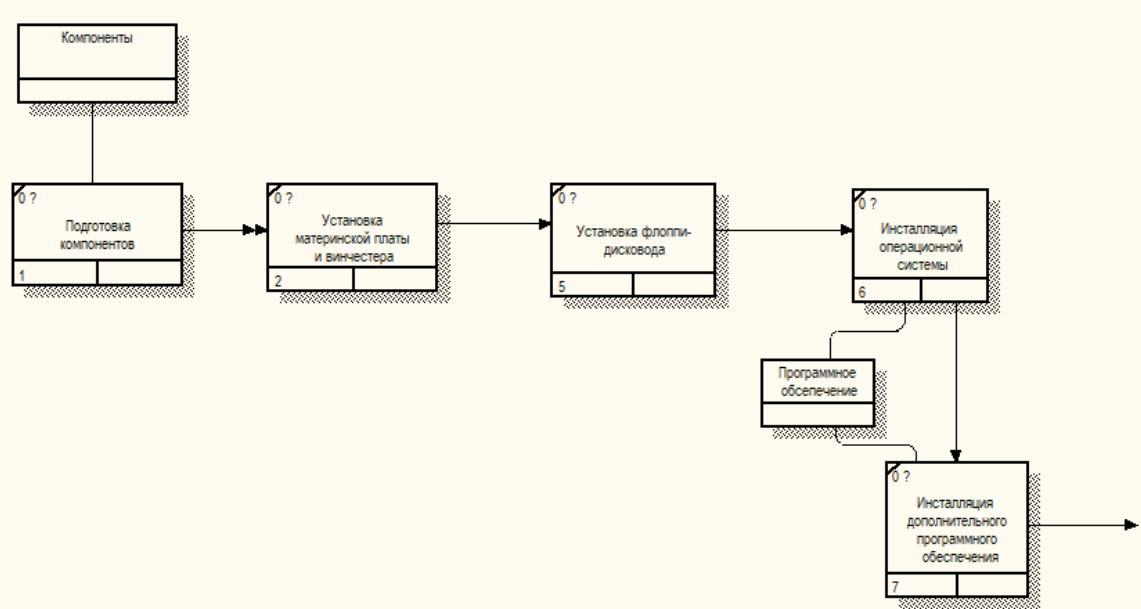 Компоненты
0 ?
Подготовка
компонентов
1
0 ?
Установка
материнской платы
и винчестера
2
0 ?
Установка флоппи-
дисковода
5
0 ?
Инсталляция
операционной
системы
6
Программное
обсепечение
0 ?
Инсталляция
дополнительного
программного
обеспечения
7